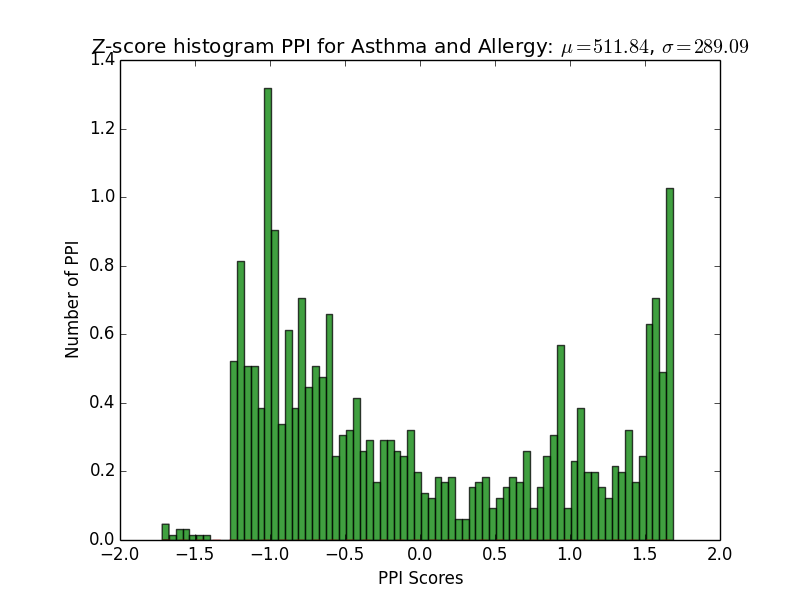 Z-score histogram PPI for Asthma and Allergy: μ=511.84, σ=289.09
1.4
1.2
1.0
0.8
0.6
0.4
0.2
0.0
Number of PPI
−2.0 −1.5 −1.0 −0.5 0.0 0.5 1.0 1.5 2.0
PPI Scores